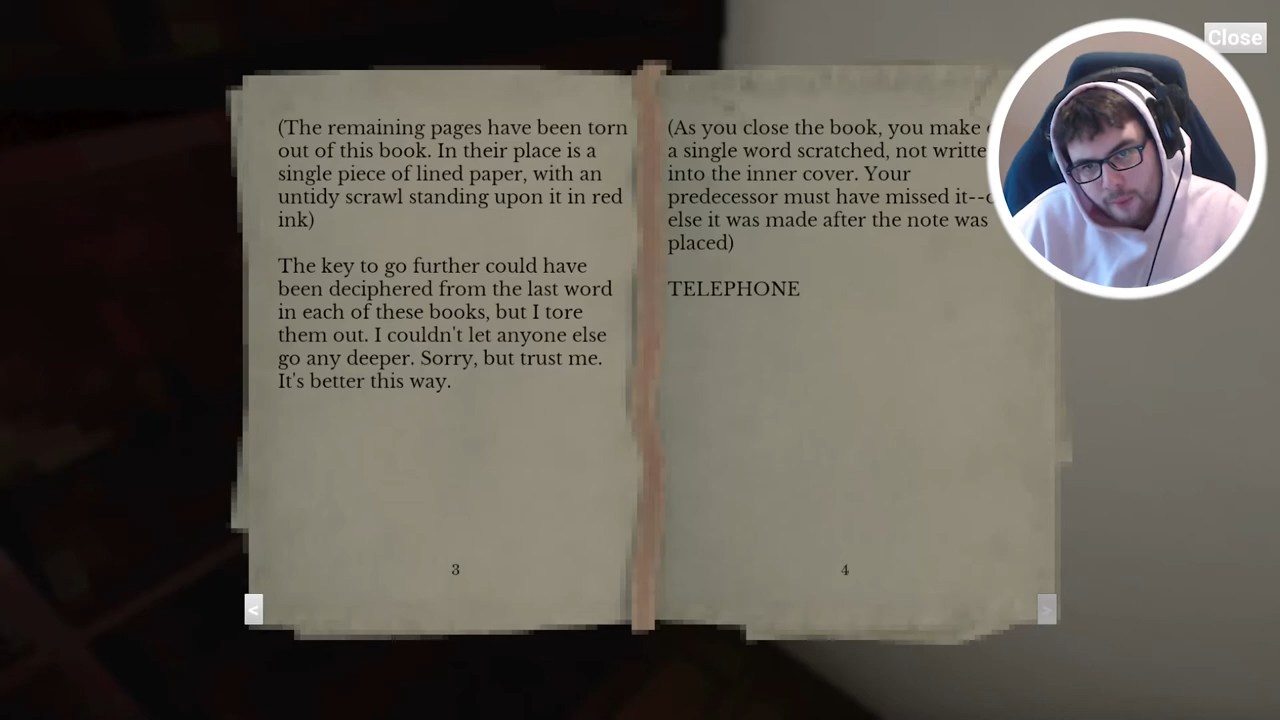 Close
(The remaining pages have been torn
out of this book. In their place is a
single piece of lined paper, with an
untidy scrawl standing upon it in red
ink)
The key to go further could have
been deciphered from the last word
in each of these books, but I tore
them out. I couldn't let anyone else
go any deeper. Sorry, but trust me.
It's better this way.
3
(As you close the book, you make
a single word scratched, not
into the inner cover. Your
predecessor must have missed it--
else it was made after the note was
placed)
TELEPHONE
4
<
>